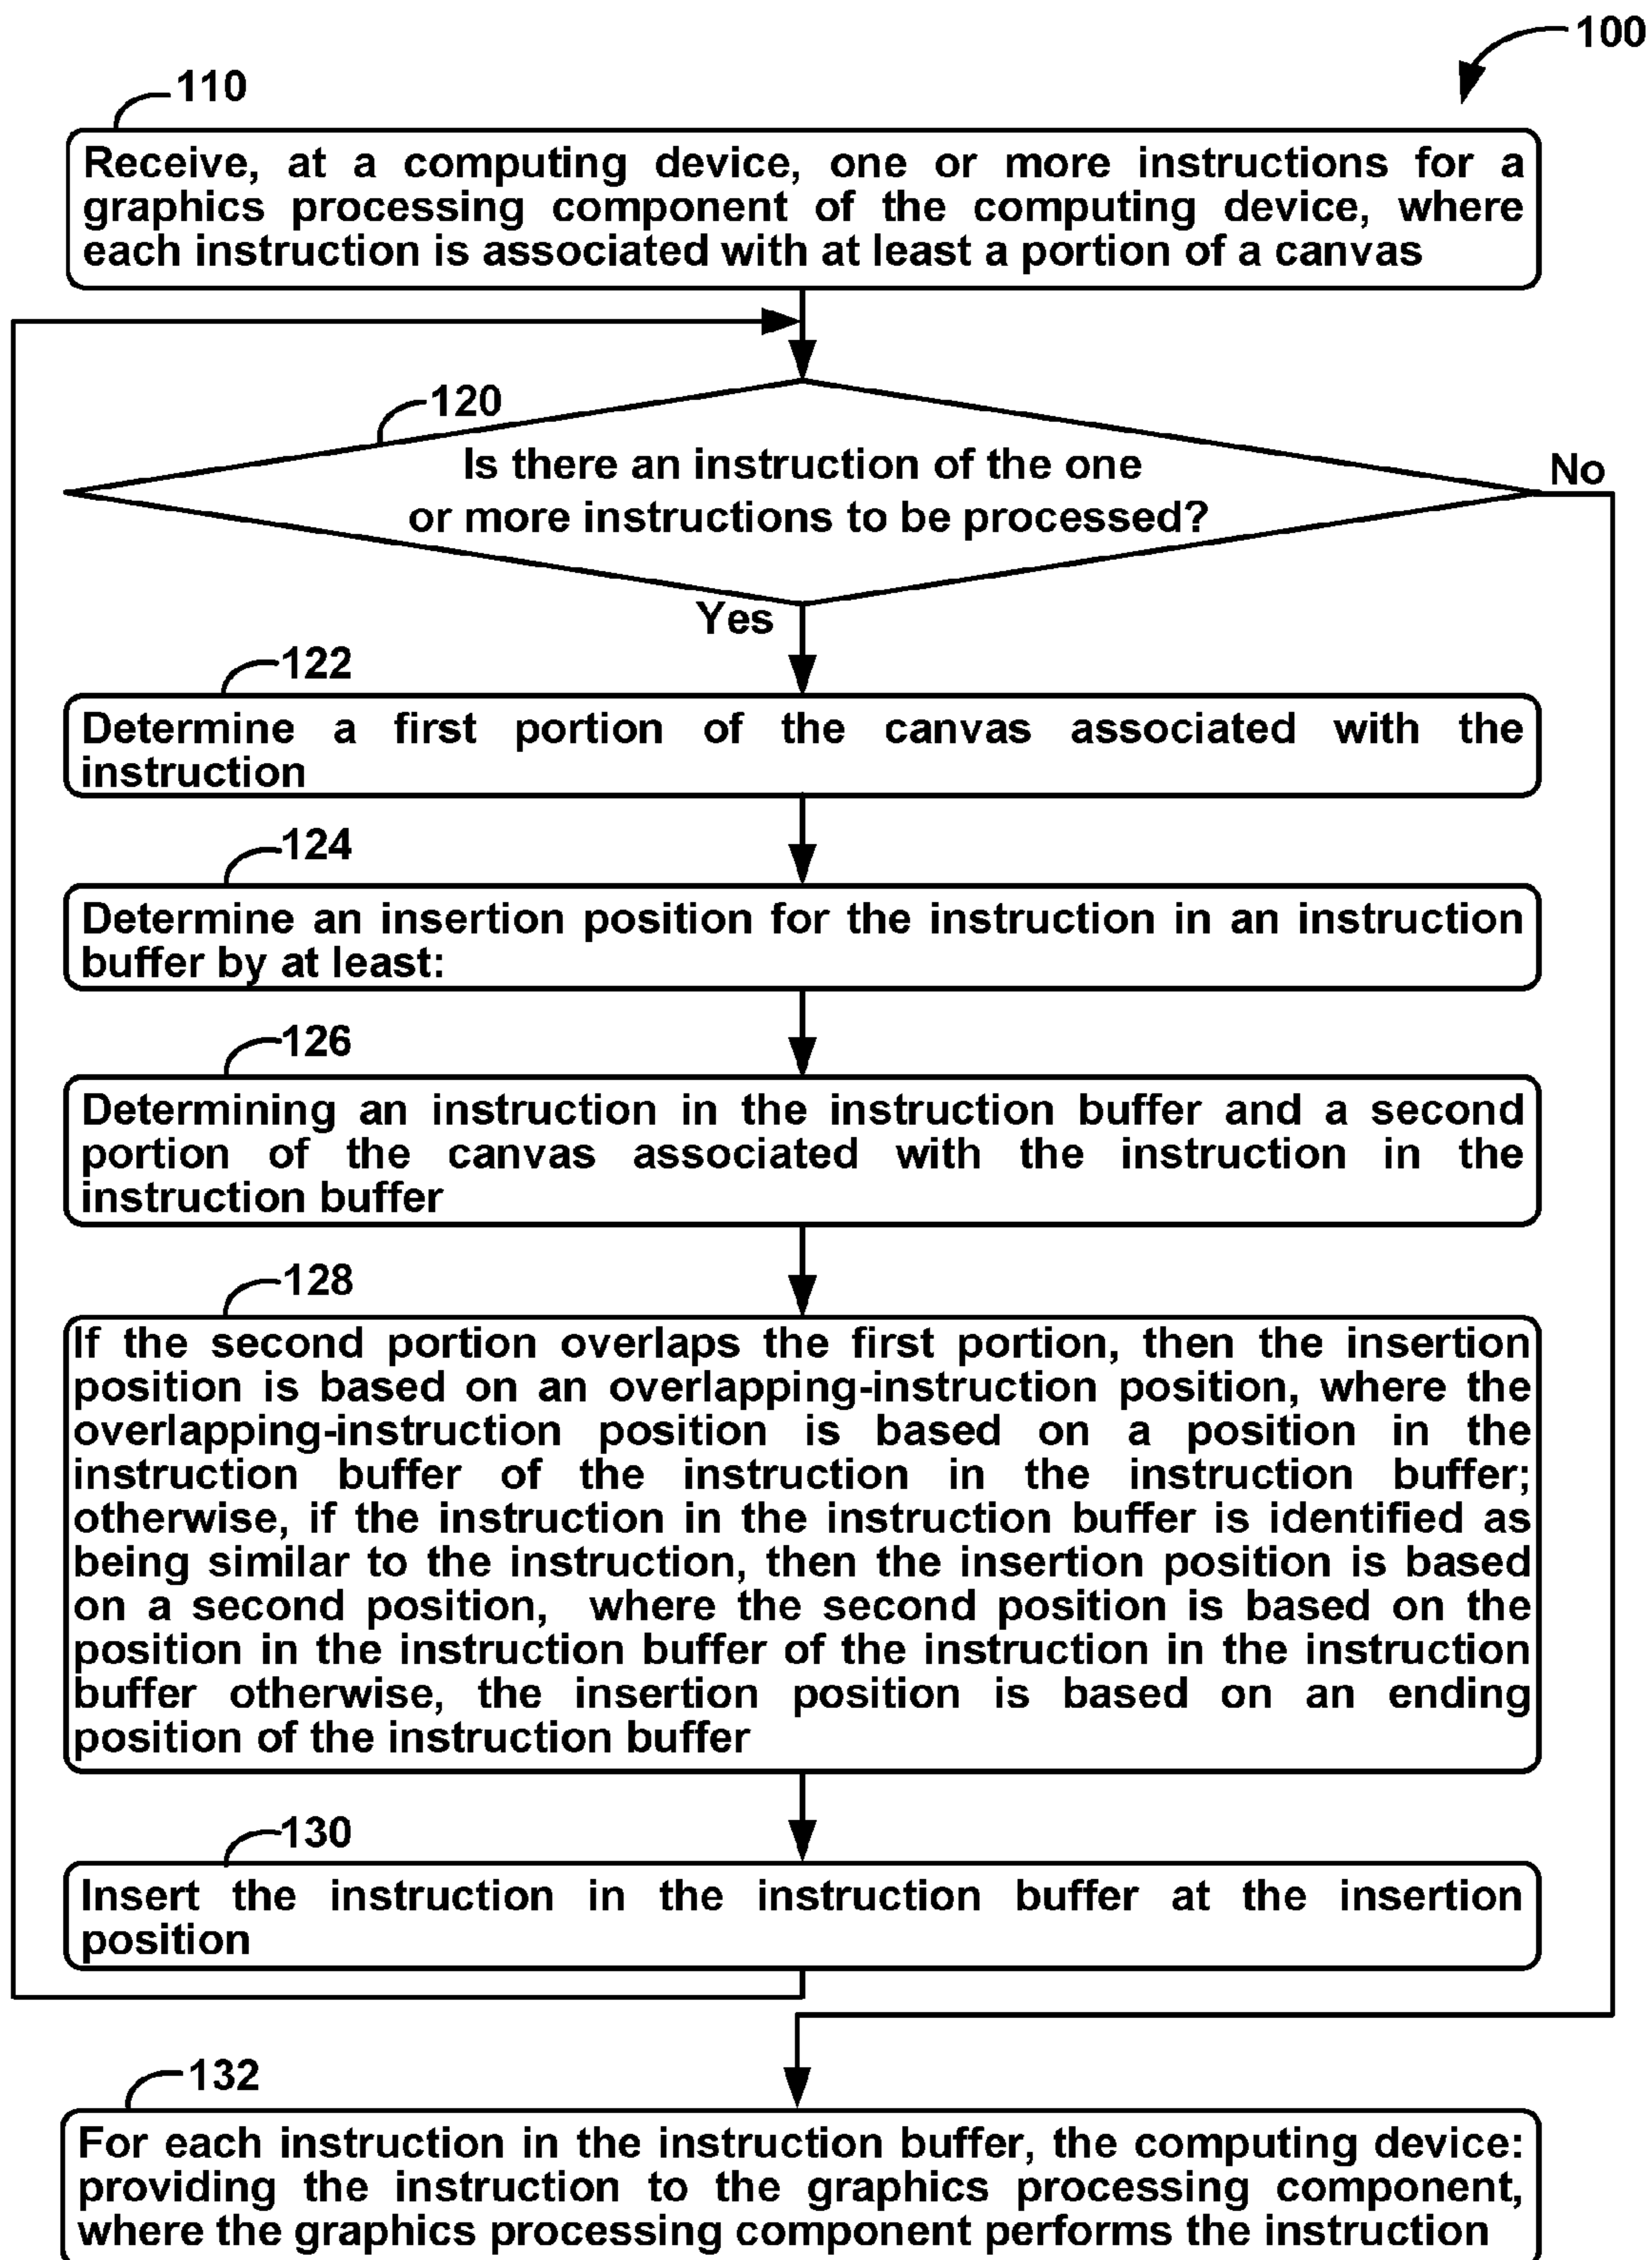 100
110
Receive, at a computing device, one or more instructions for a
graphics processing component of the computing device, where
each instruction is associated with at least a portion of a canvas
120
Is there an instruction of the one
or more instructions to be processed?
No
Yes
122
Determine a first portion of the canvas associated with the
instruction
124
Determine an insertion position for the instruction in an instruction
buffer by at least:
126
Determining an instruction in the instruction buffer and a second
portion of the canvas associated with the instruction in the
instruction buffer
128
If the second portion overlaps the first portion, then the insertion
position is based on an overlapping-instruction position, where the
overlapping-instruction position is based on a position in the
instruction buffer of the instruction in the instruction buffer;
otherwise, if the instruction in the instruction buffer is identified as
being similar to the instruction, then the insertion position is based
on a second position, where the second position is based on the
position in the instruction buffer of the instruction in the instruction
buffer otherwise, the insertion position is based on an ending
position of the instruction buffer
130
Insert the instruction in the instruction buffer at the insertion
position
132
For each instruction in the instruction buffer, the computing device:
providing the instruction to the graphics processing component,
where the graphics processing component performs the instruction